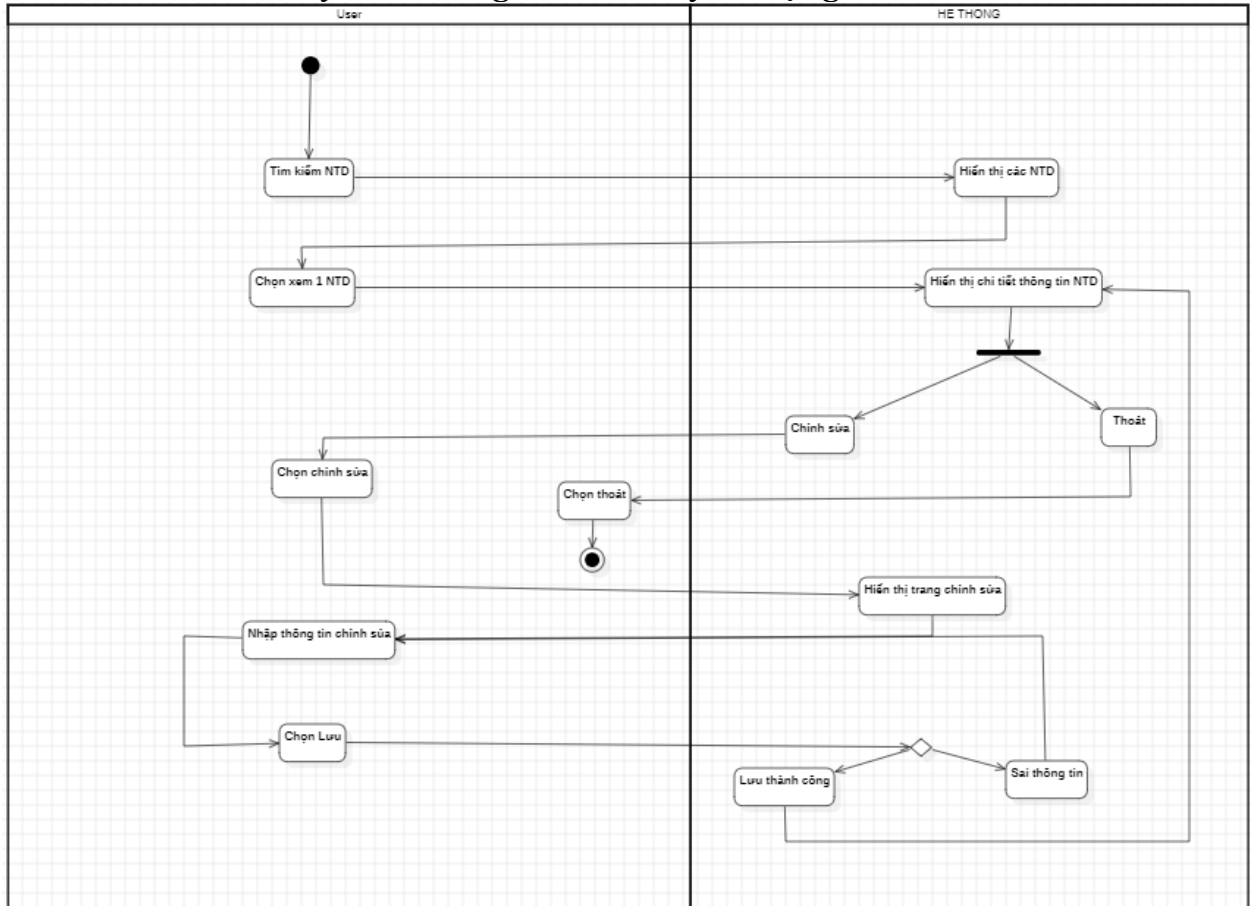 User
HE THONG
Tìm kiếm NTD
Hiển thị các NTD
Chọn xem 1 NTD
Hiển thị chi tiết thông tin NTD
Chỉnh sửa
Thoát
Chọn chỉnh sửa
Chọn thoát
Hiển thị trang chỉnh sửa
Nhập thông tin chỉnh sửa
Chọn Lưu
Lưu thành công
Sai thông tin